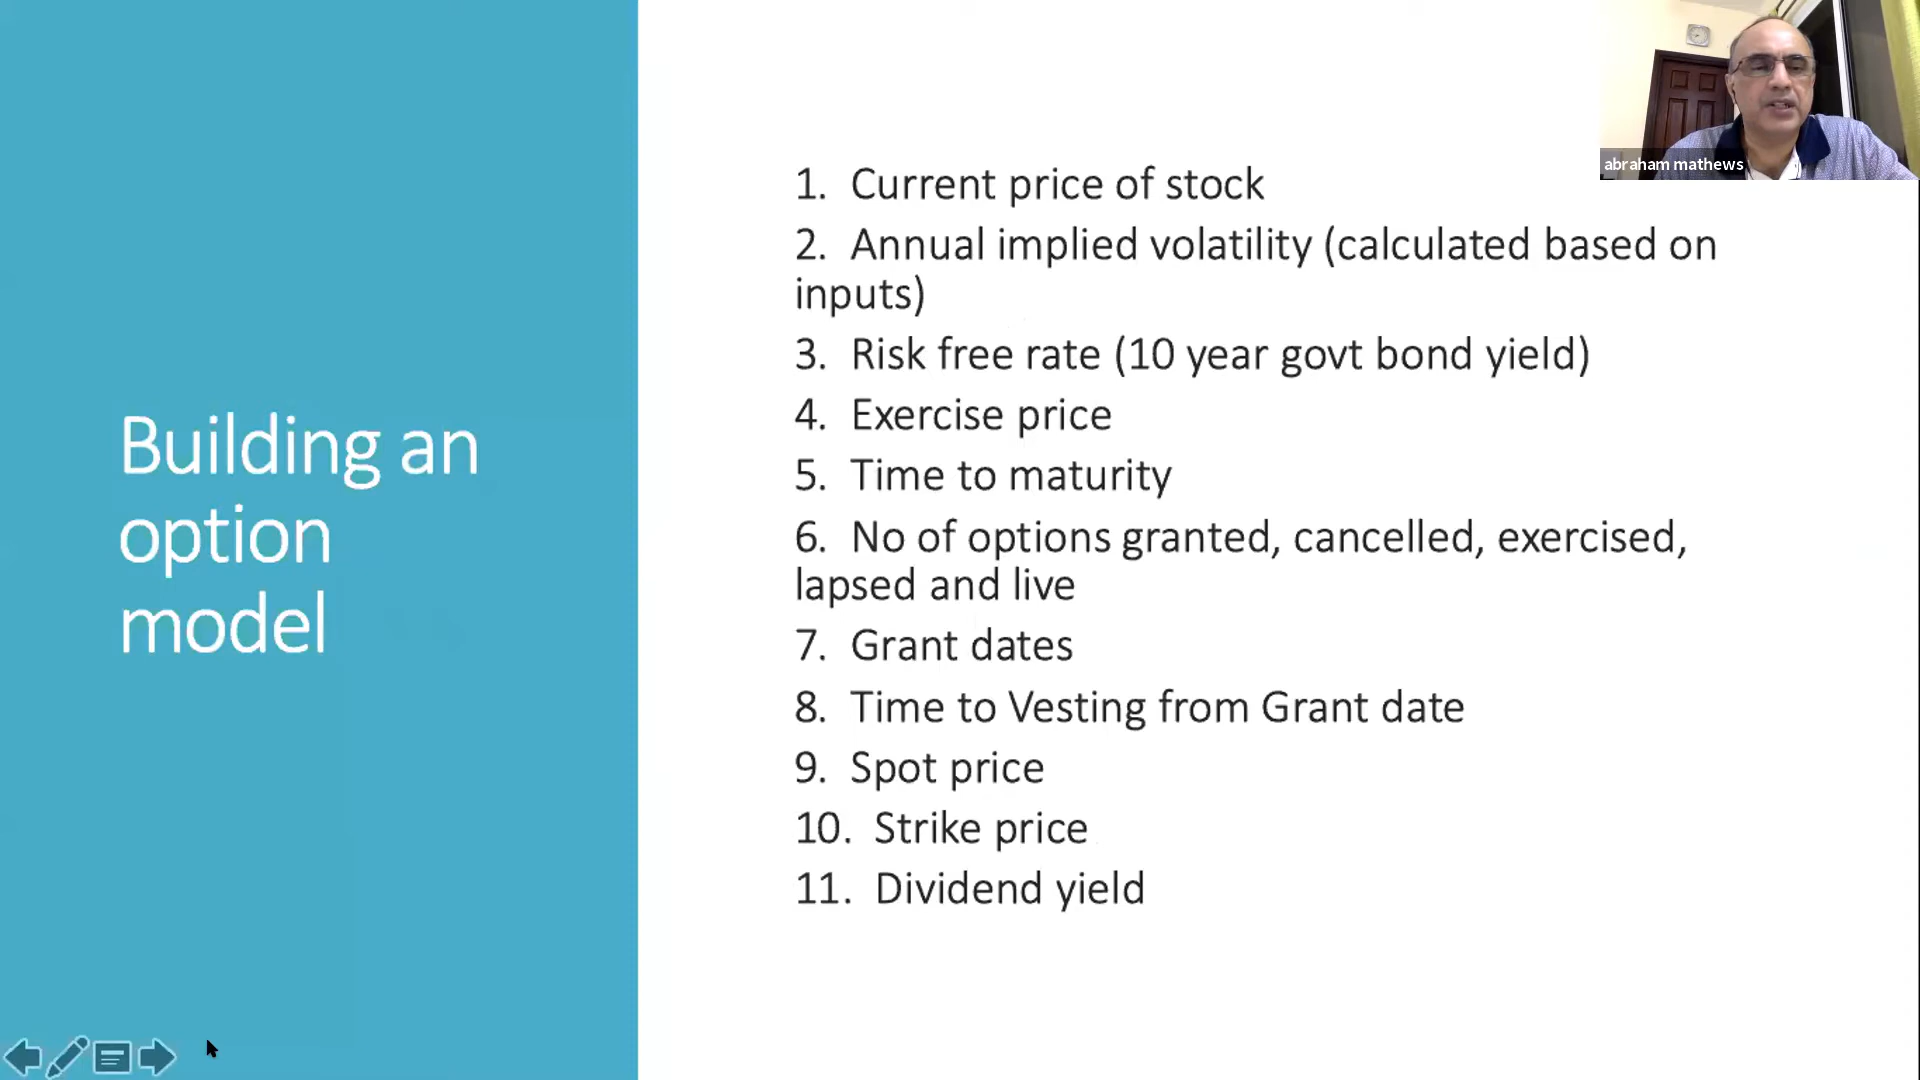 Building an
option
model
1. Current price of stock
2. Annual implied volatility (calculated based on
inputs)
3. Risk free rate (10 year govt bond yield)
4. Exercise price
5. Time to maturity
6. No of options granted, cancelled, exercised,
lapsed and live
7. Grant dates
8. Time to Vesting from Grant date
9. Spot price
10. Strike price
11. Dividend yield
abraham mathews